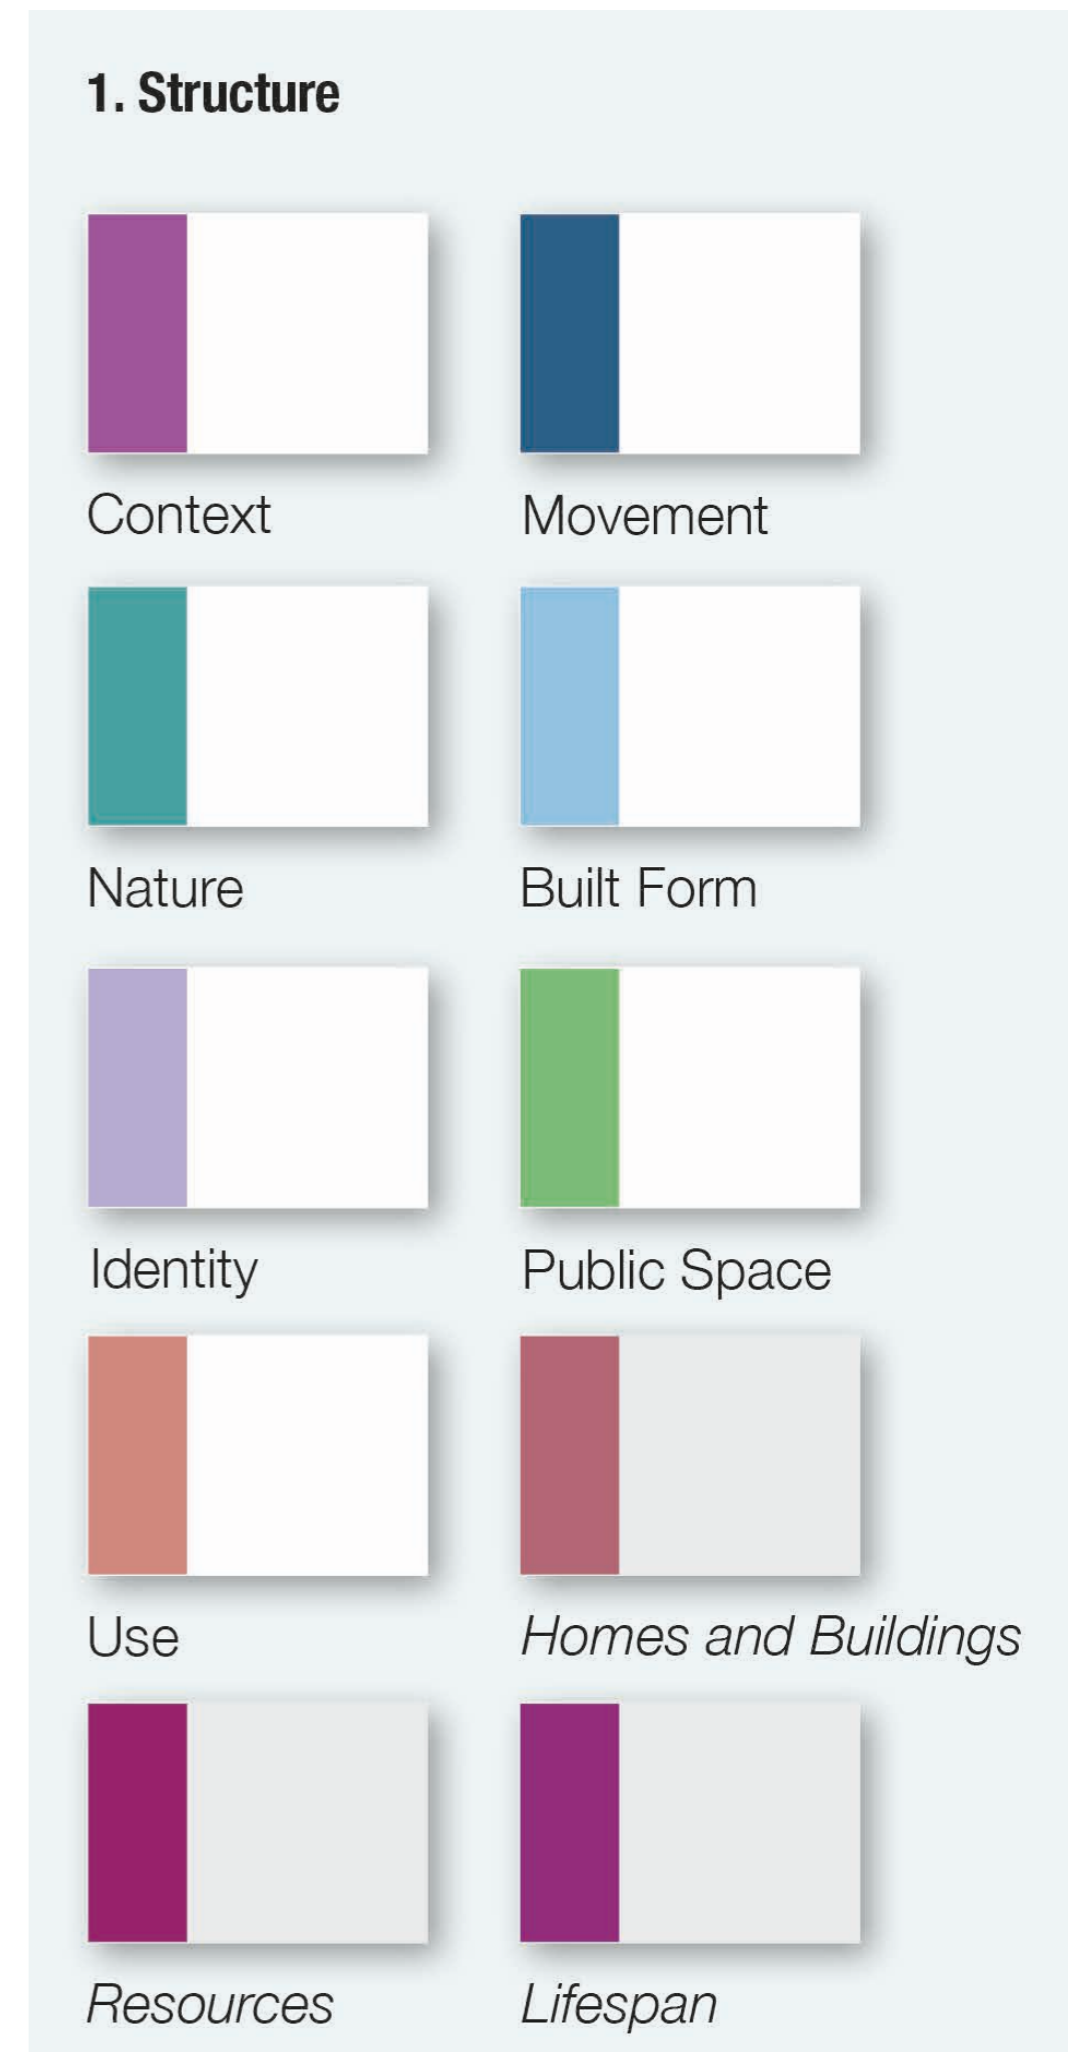 1. Structure
Context
Movement
Nature
Built Form
Identity
Public Space
Use
Homes and Buildings
Resources
Lifespan